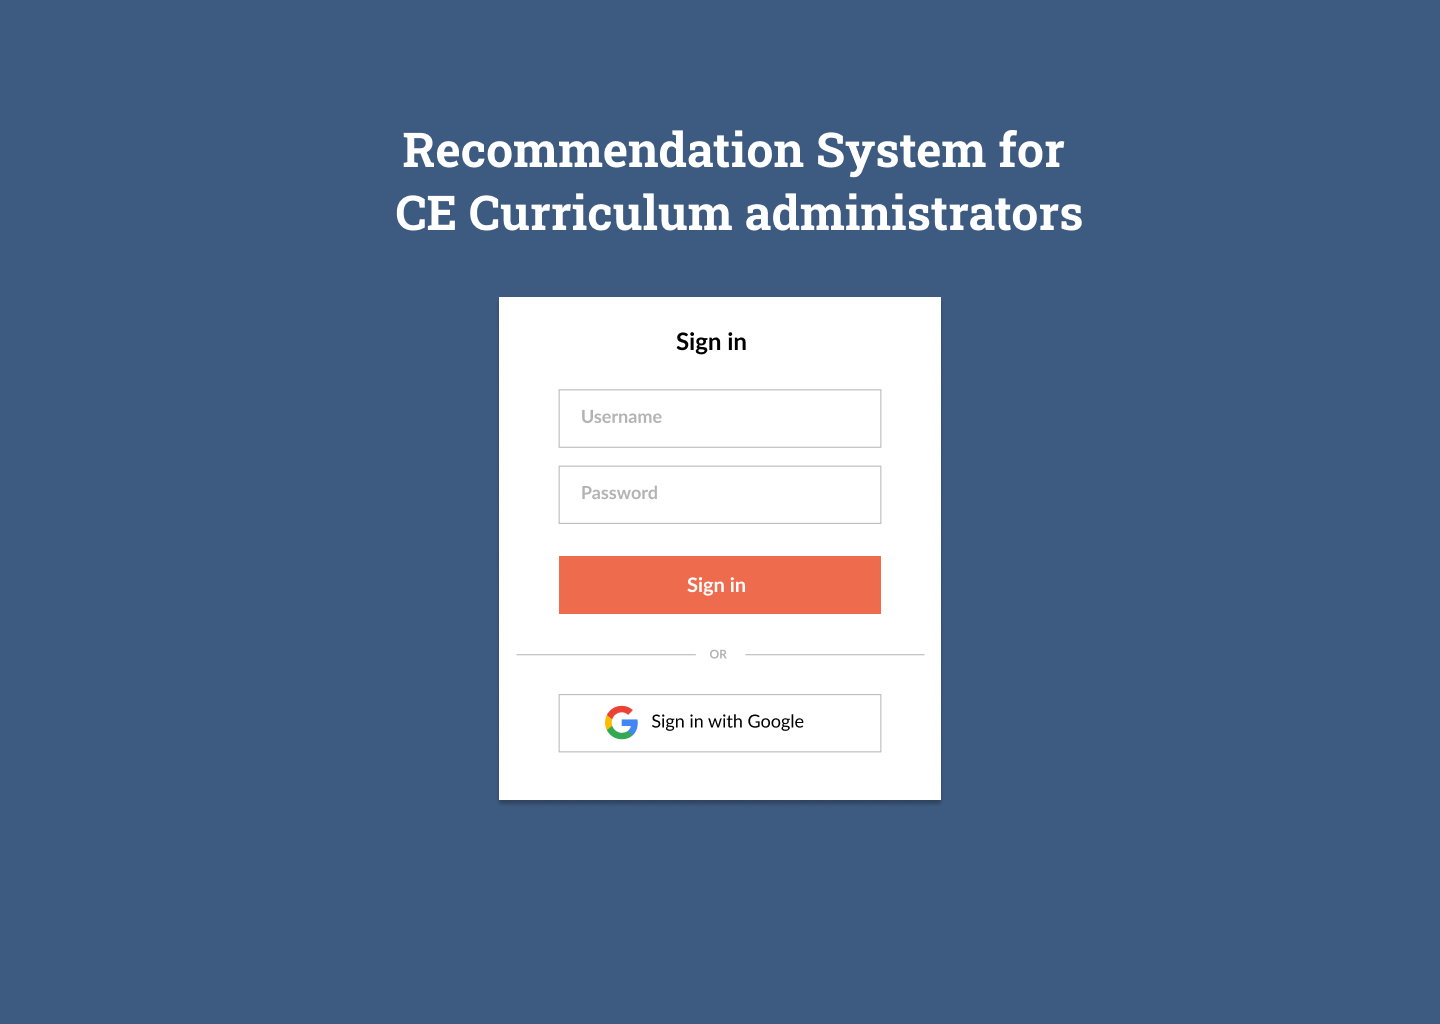 Recommendation System for
CE Curriculum administrators
Sign in
Username
Password
Sign in
OR
Sign in with Google